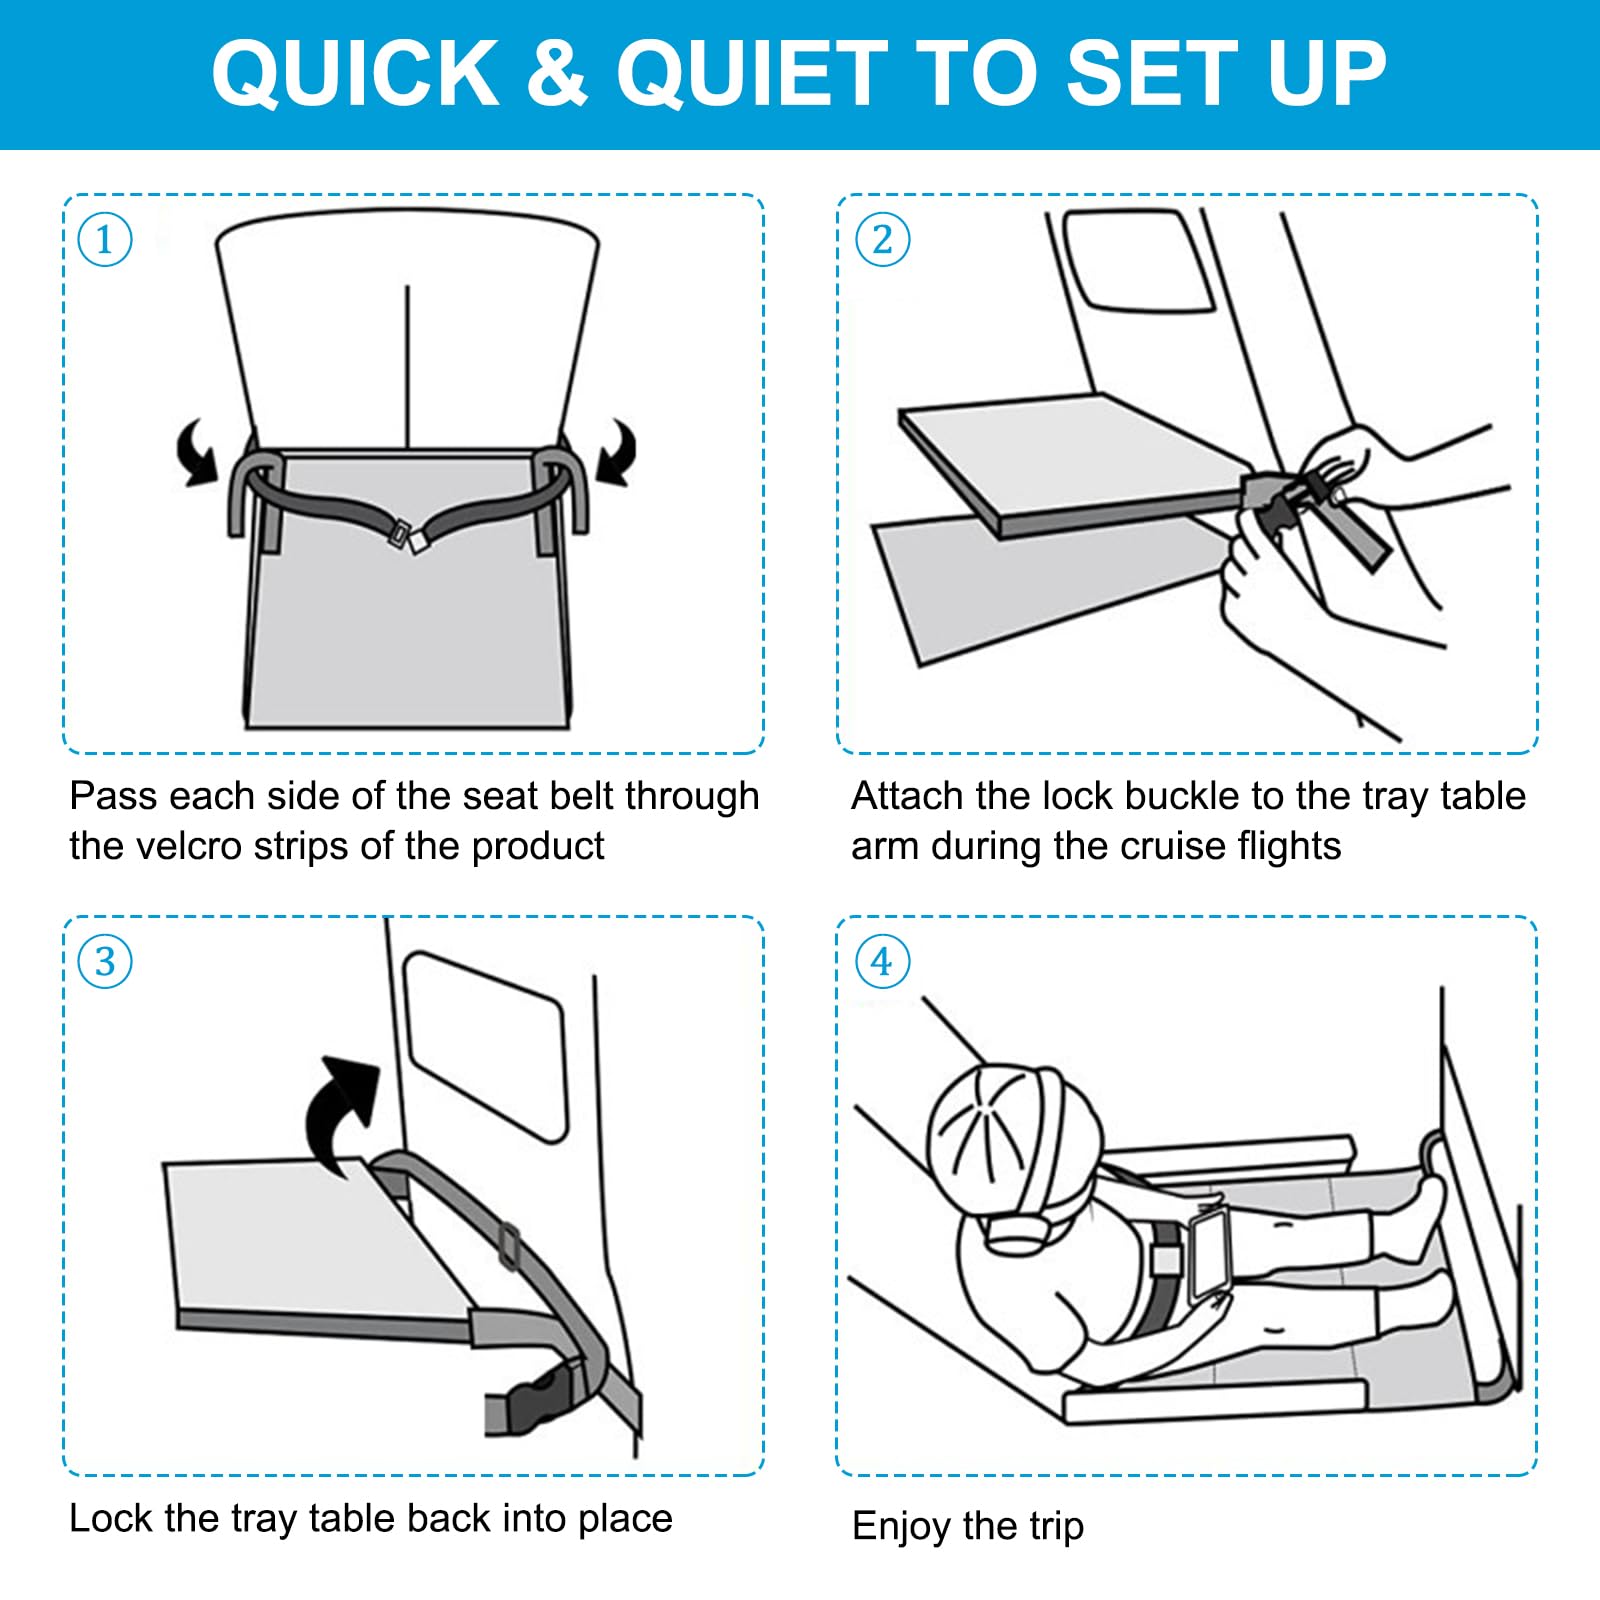 QUICK & QUIET TO SET UP
1
Pass each side of the seat belt through
the velcro strips of the product
2
Attach the lock buckle to the tray table
arm during the cruise flights
3
Lock the tray table back into place
4
Enjoy the trip